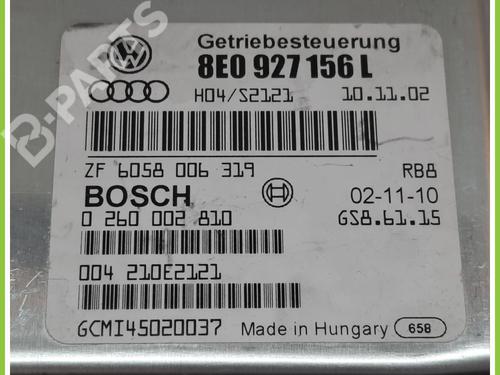 Getriebesteuerung
8E0 927 156 L
H04/S2121 10.11.02
ZF 6058 006 319 RB8
BOSCH 02-11-10
0 260 002 810 GS8.61.15
004 210E2121
GCMI45020037 Made in Hungary 658
B-PARTS